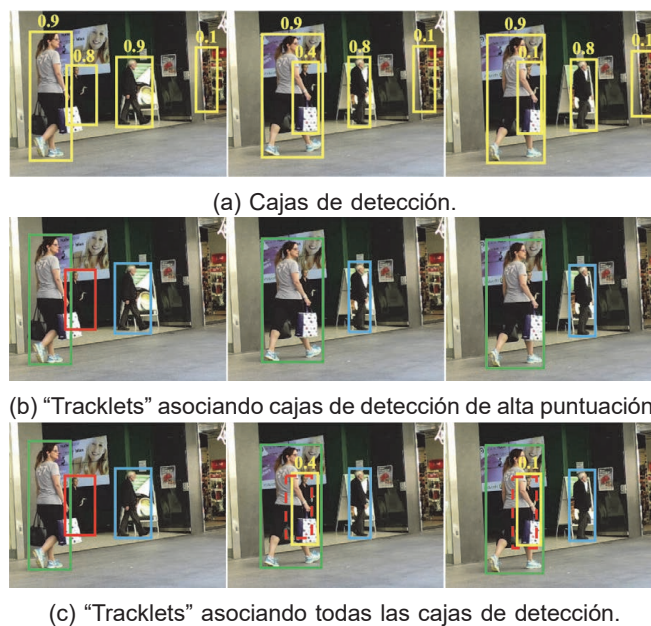 0.9 0.8 0.9 0.1 0.9 0.4 0.8 0.1 0.9 0.1 0.8 0.1
(a) Cajas de detección.
(b) “Tracklets” asociando cajas de detección de alta puntuación
0.4 0.1
(c) “Tracklets” asociando todas las cajas de detección.